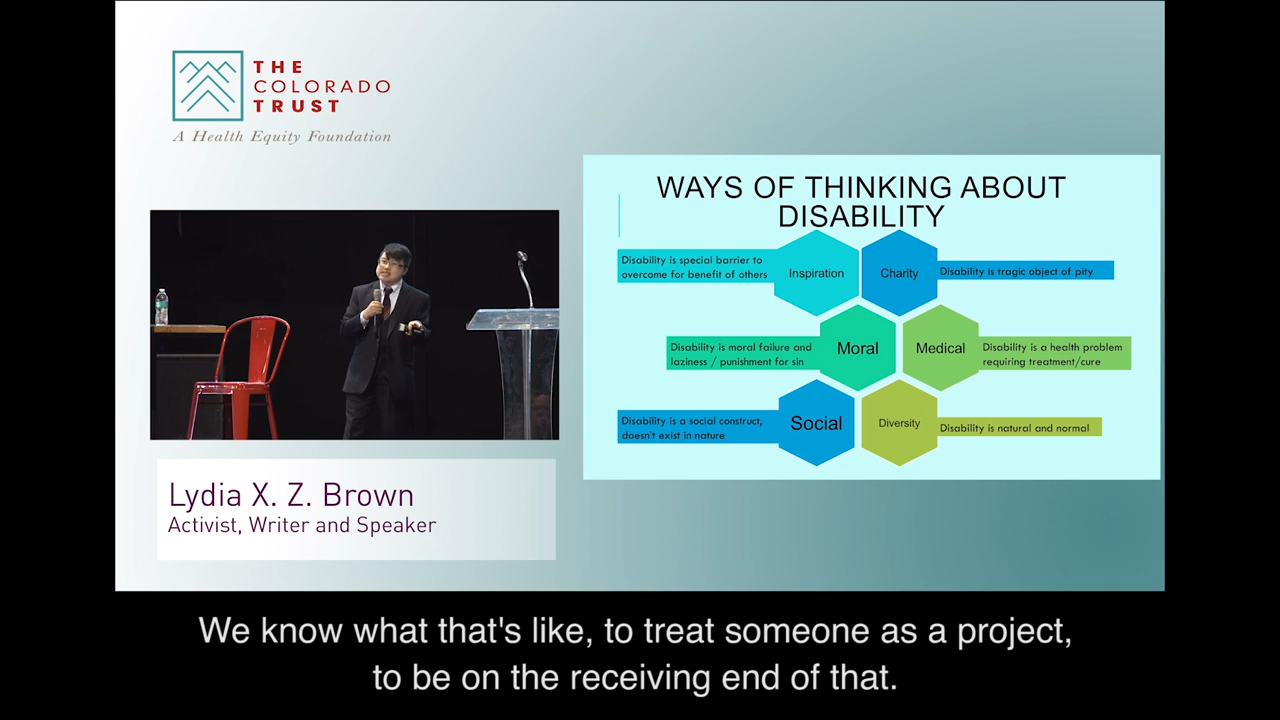 THE
COLORADO
TRUST
A Health Equity Foundation
WAYS OF THINKING ABOUT
DISABILITY
Disability is special barrier to
overcome for benefit of others
Inspiration
Charity
Disability is tragic object of pity
Disability is moral failure and
laziness / punishment for sin
Moral
Medical
Disability is a health problem
requiring treatment/cure
Disability is a social construct,
doesn't exist in nature
Social
Diversity
Disability is natural and normal
Lydia X. Z. Brown
Activist, Writer and Speaker
We know what that's like, to treat someone as a project,
to be on the receiving end of that.